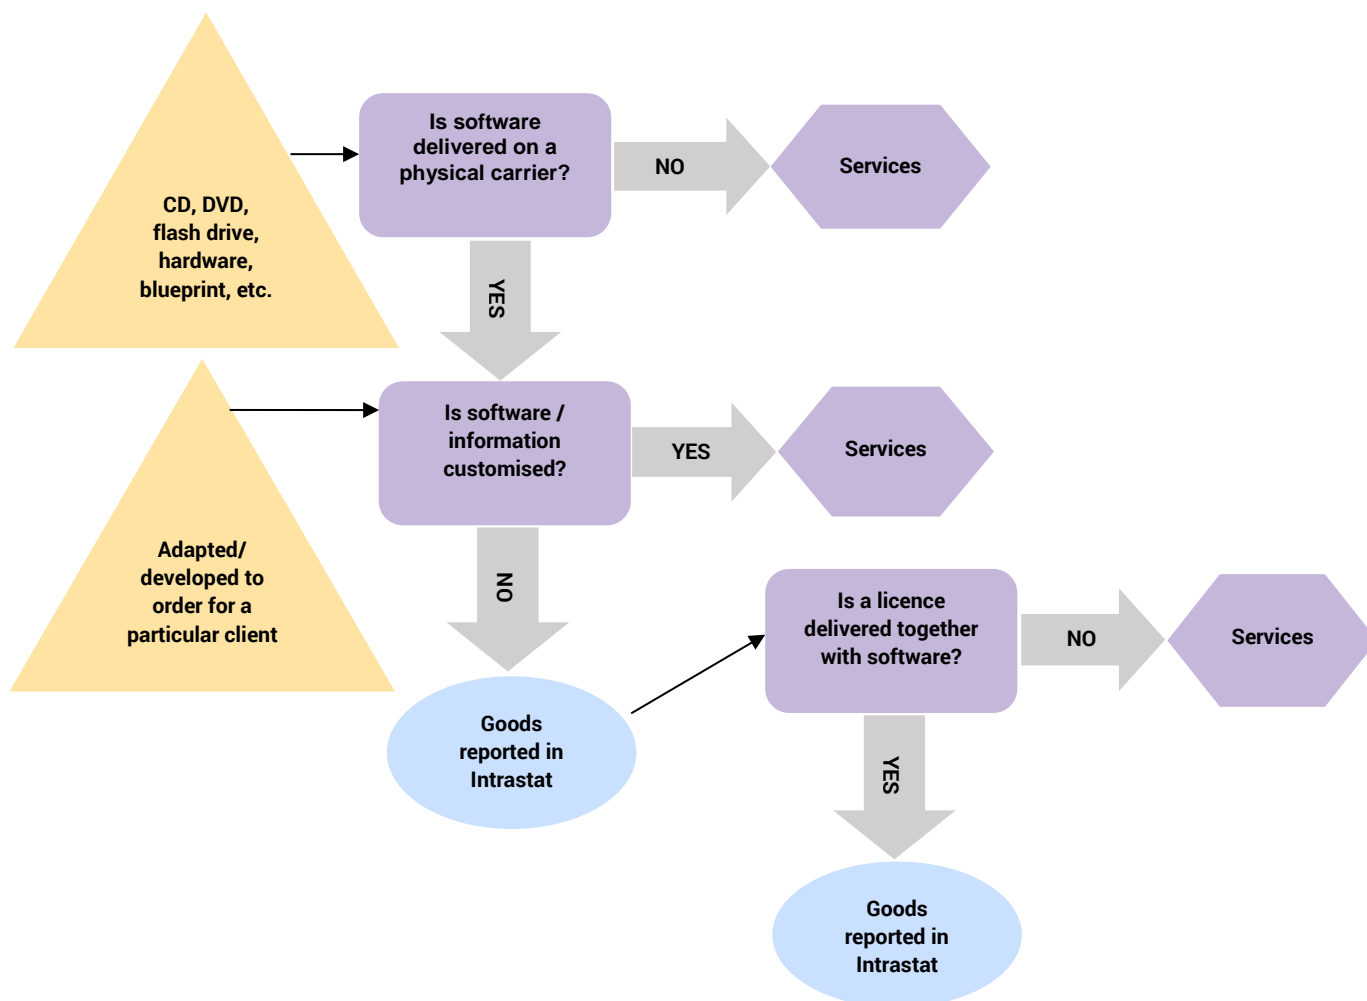 CD, DVD,
flash drive,
hardware,
blueprint, etc.
Is software
delivered on a
physical carrier?
NO
Services
YES
Adapted/
developed to
order for a
particular client
Is software /
information
customised?
YES
Services
NO
Goods
reported in
Intrastat
Is a licence
delivered together
with software?
NO
Services
YES
Goods
reported in
Intrastat